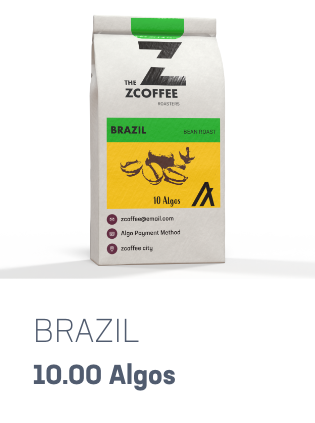 Z
THE
ZCOFFEE
ROASTERS
BRAZIL BEAN ROAST
10 Algos
zcoffee@email.com
Algo Payment Method
zcoffee city
BRAZIL
10.00 Algos